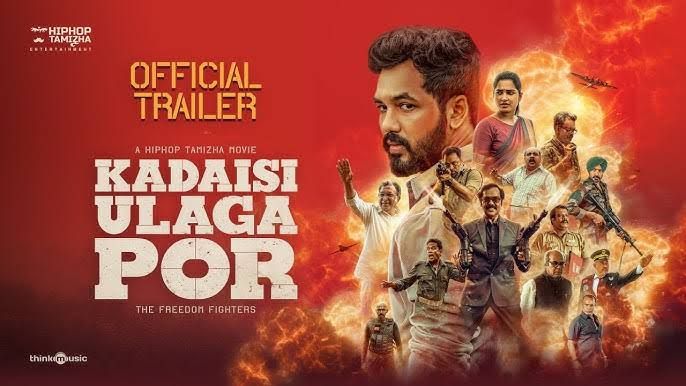 HIPHOP
TAMIZHA
ENTERTAINMENT
OFFICIAL
TRAILER
A HIPHOP TAMIZHA MOVIE
KADAISI
ULAGA
POR
THE FREEDOM FIGHTERS
think music